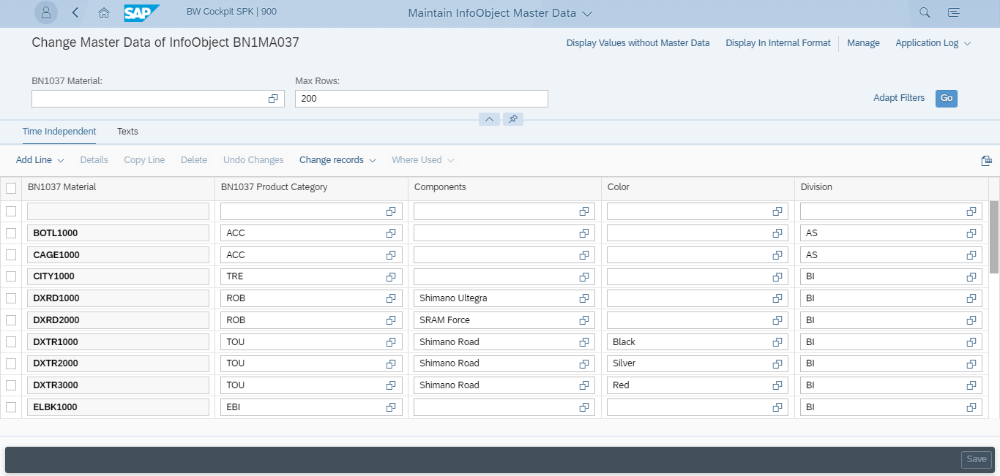 SAP BW Cockpit SPK | 900 Maintain InfoObject Master Data
Change Master Data of InfoObject BN1MA037 Display Values without Master Data Display In Internal Format Manage Application Log
BN1037 Material: Max Rows:
200 Adapt Filters Go
Time Independent Texts
Add Line Details Copy Line Delete Undo Changes Change records Where Used
BN1037 Material BN1037 Product Category Components Color Division
BOTL1000 ACC AS
CAGE1000 ACC AS
CITY1000 TRE BI
DXRD1000 ROB Shimano Ultegra BI
DXRD2000 ROB SRAM Force BI
DXTR1000 TOU Shimano Road Black BI
DXTR2000 TOU Shimano Road Silver BI
DXTR3000 TOU Shimano Road Red BI
ELBK1000 EBI BI
Save